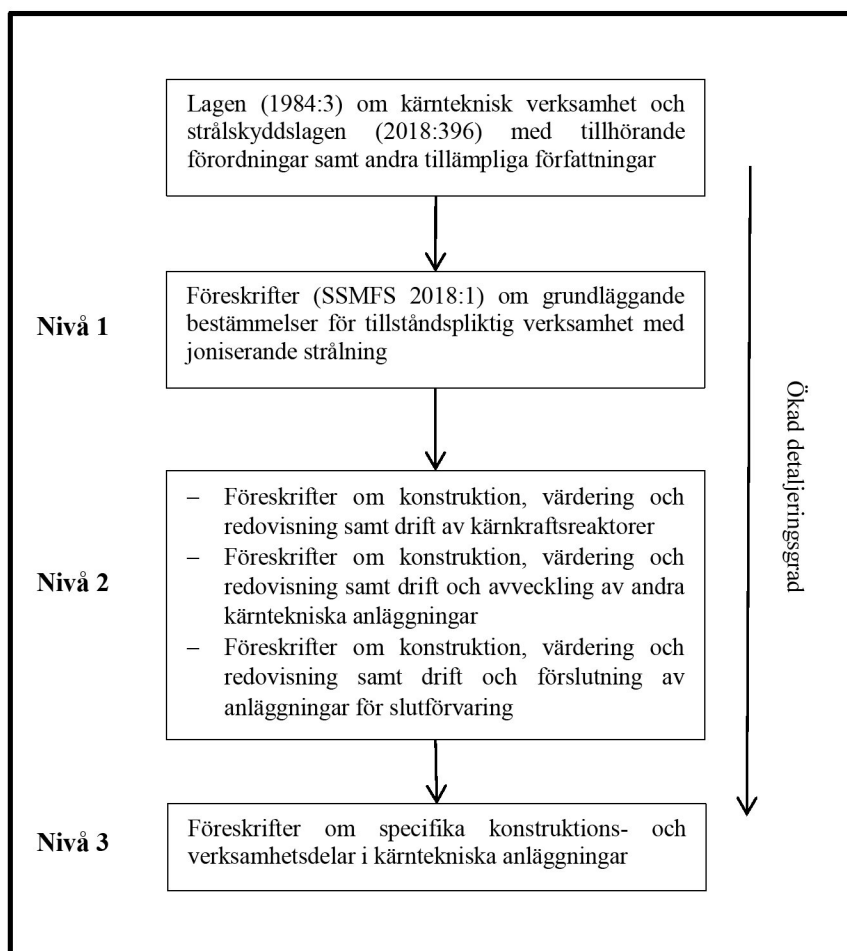 Lagen (1984:3) om kärnteknisk verksamhet och
strålskyddslagen (2018:396) med tillhörande
förordningar samt andra tillämpliga författningar
Nivå 1
Föreskrifter (SSMFS 2018:1) om grundläggande
bestämmelser för tillståndspliktig verksamhet med
joniserande strålning
Nivå 2
– Föreskrifter om konstruktion, värdering och
redovisning samt drift av kärnkraftsreaktorer
– Föreskrifter om konstruktion, värdering och
redovisning samt drift och avveckling av andra
kärntekniska anläggningar
– Föreskrifter om konstruktion, värdering och
redovisning samt drift och förslutning av
anläggningar för slutförvaring
Nivå 3
Föreskrifter om specifika konstruktions- och
verksamhetsdelar i kärntekniska anläggningar
Ökad detaljeringsgrad